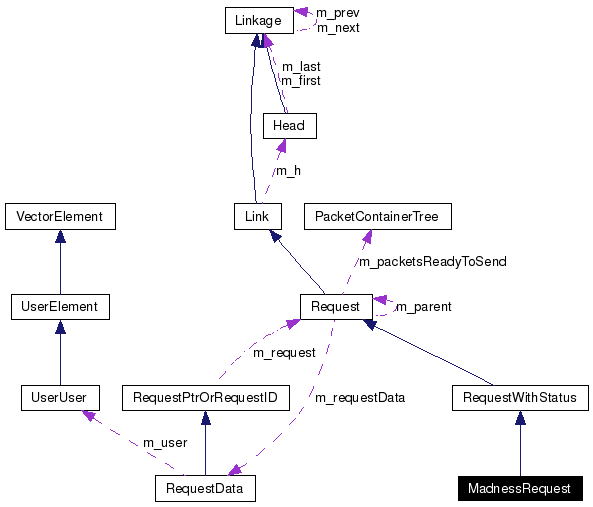 Linkage
m_prev
m_next
m_last
m_first
Head
m_h
VectorElement
Link
PacketContainerTree
m_packetsReadyToSend
UserElement
Request
m_parent
m_request
UserUser
RequestPtrOrRequestID
m_requestData
RequestWithStatus
m_user
RequestData
MadnessRequest